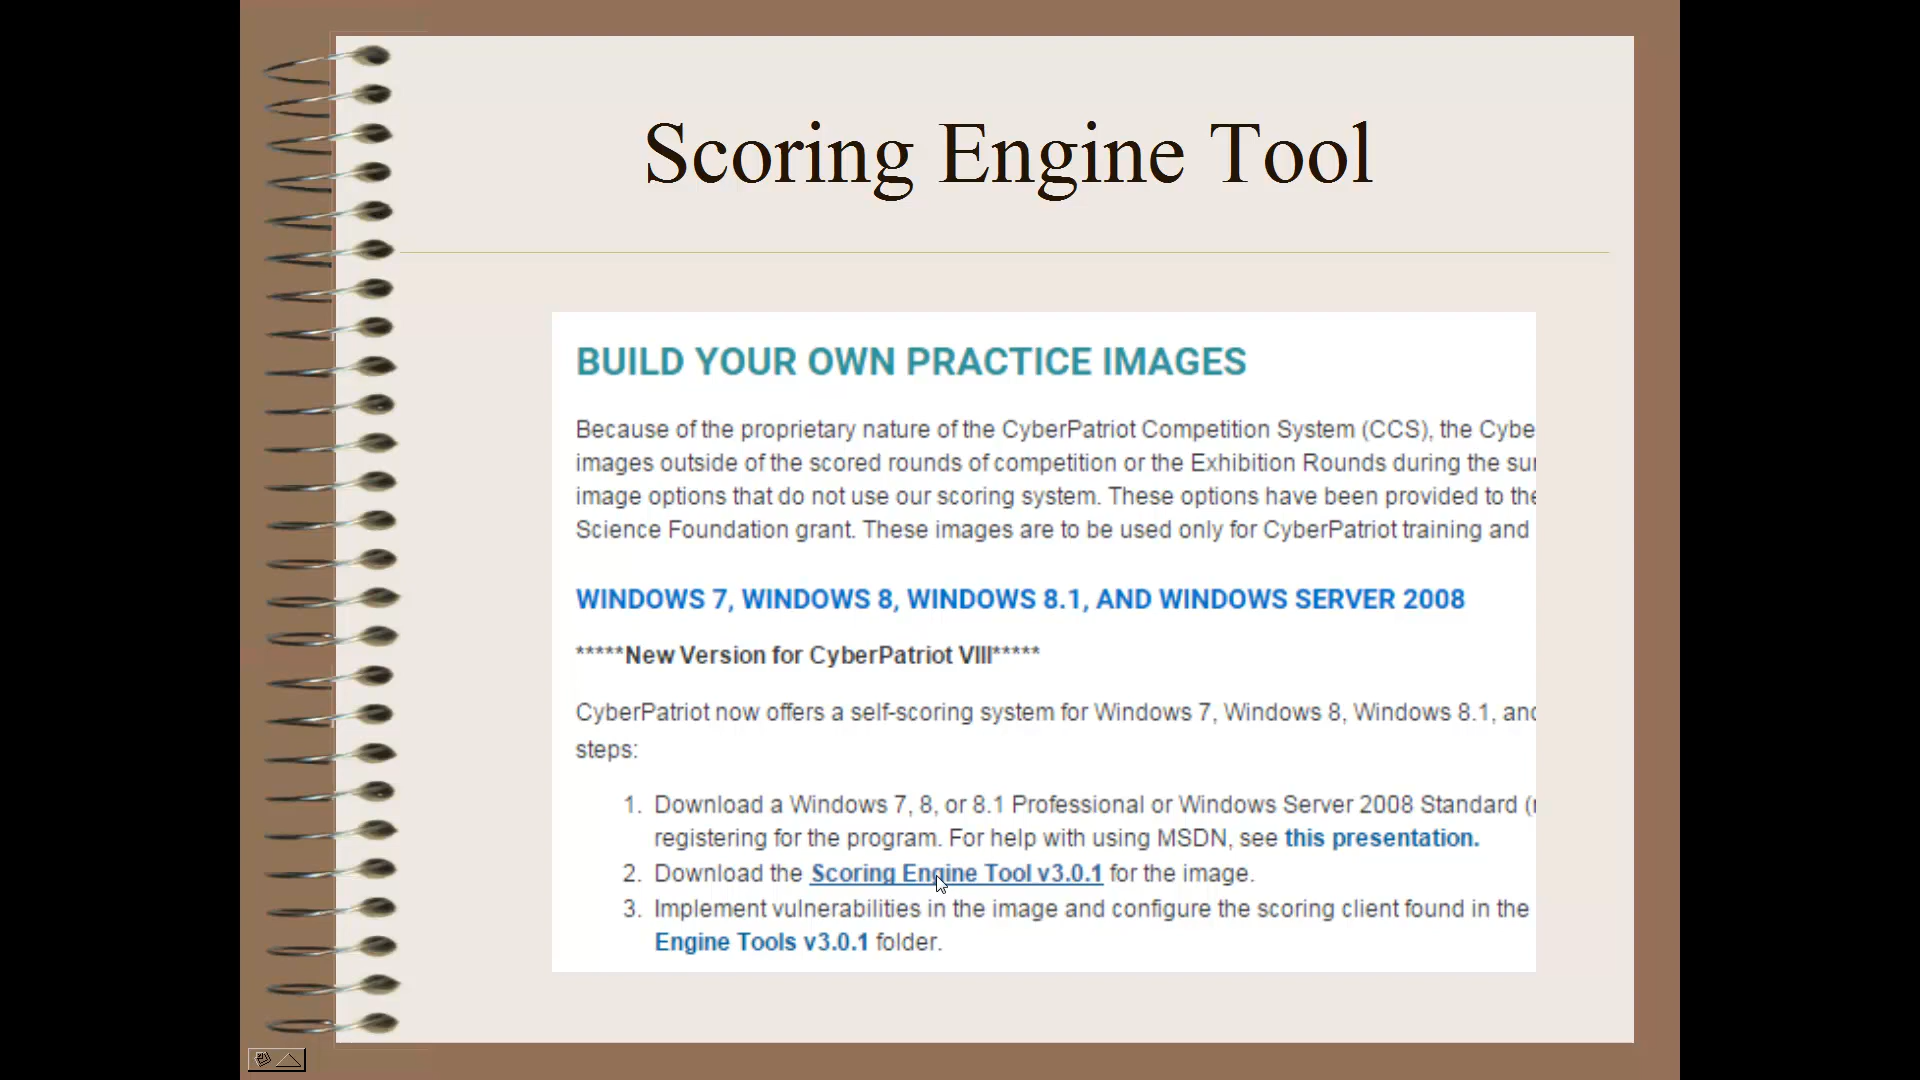 Scoring Engine Tool
BUILD YOUR OWN PRACTICE IMAGES
Because of the proprietary nature of the CyberPatriot Competition System (CCS), the Cybe
images outside of the scored rounds of competition or the Exhibition Rounds during the sur
image options that do not use our scoring system. These options have been provided to the
Science Foundation grant. These images are to be used only for CyberPatriot training and
WINDOWS 7, WINDOWS 8, WINDOWS 8.1, AND WINDOWS SERVER 2008
*****New Version for CyberPatriot VIII*****
CyberPatriot now offers a self-scoring system for Windows 7, Windows 8, Windows 8.1, and
steps:
1. Download a Windows 7, 8, or 8.1 Professional or Windows Server 2008 Standard (
registering for the program. For help with using MSDN, see this presentation.
2. Download the Scoring Engine Tool v3.0.1 for the image.
3. Implement vulnerabilities in the image and configure the scoring client found in the
Engine Tools v3.0.1 folder.